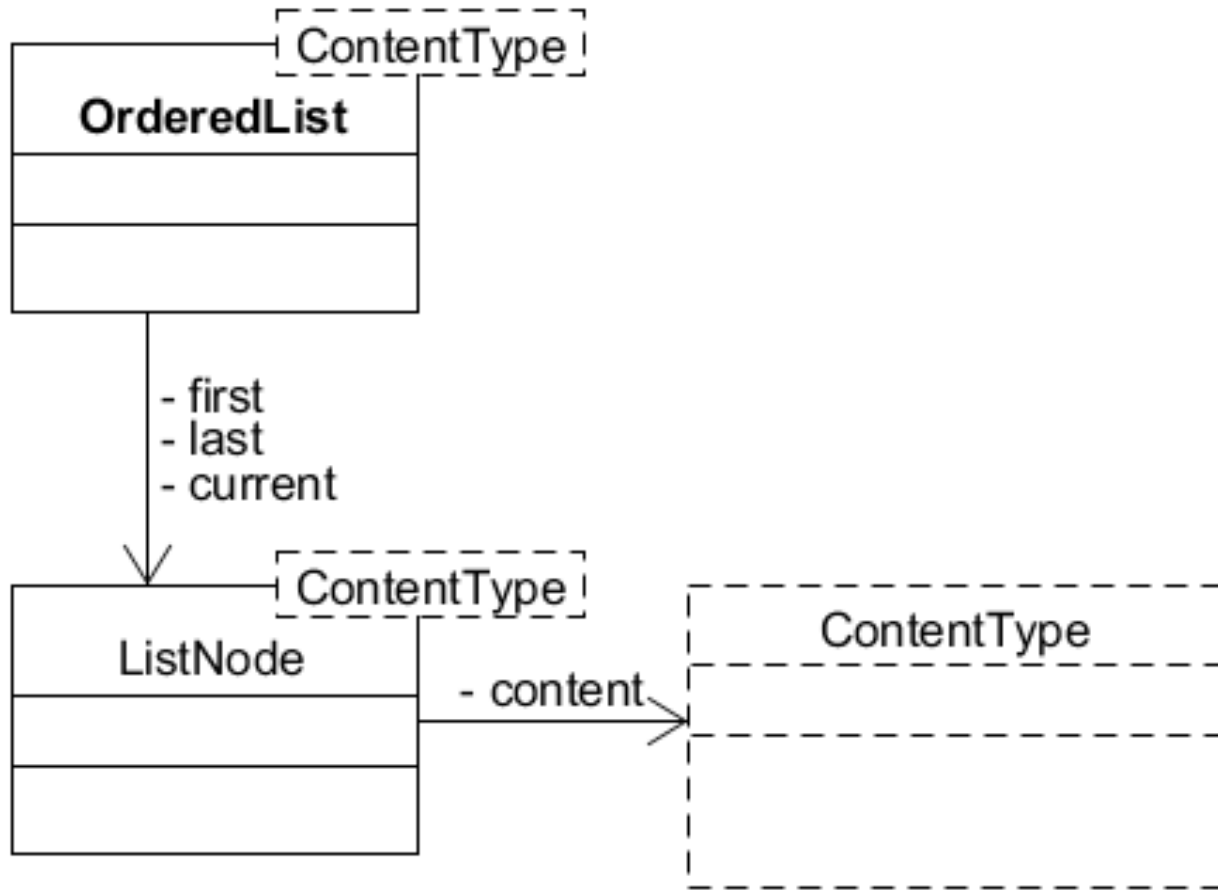 ContentType
OrderedList
- first
- last
- current
ContentType
ListNode
- content
ContentType